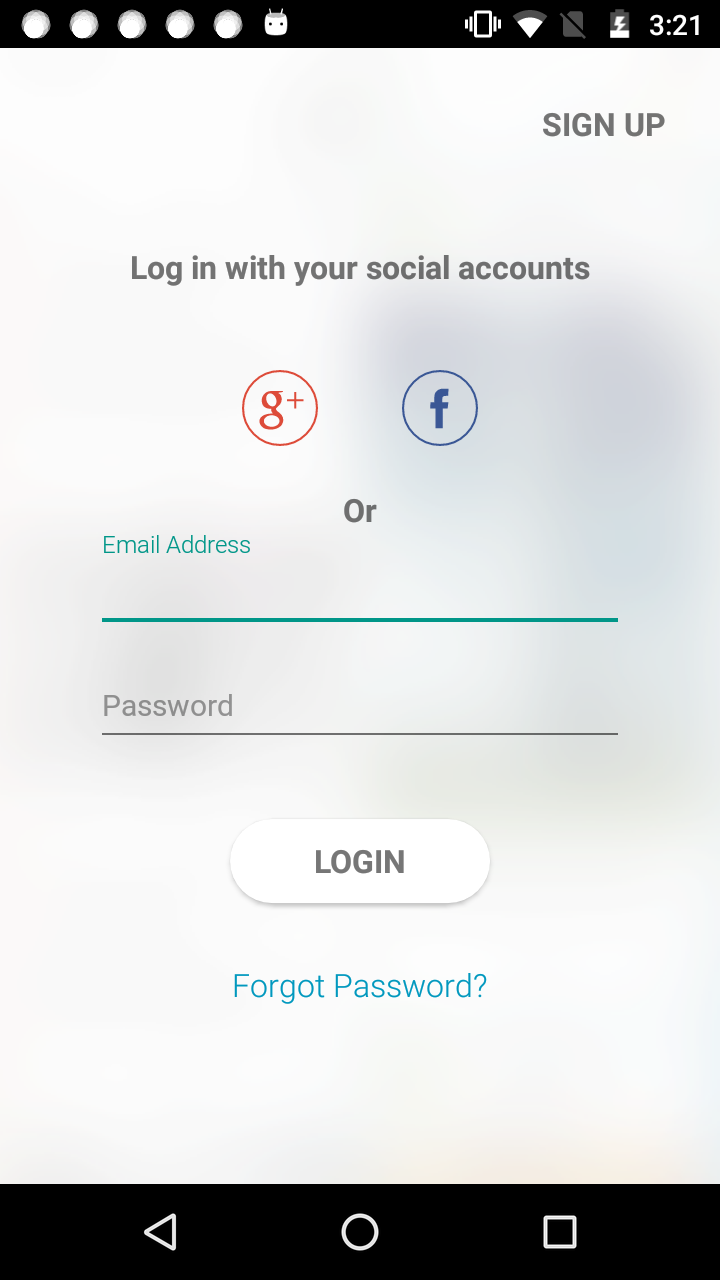 3:21
SIGN UP
Log in with your social accounts
g+ f
Or
Email Address
Password
LOGIN
Forgot Password?